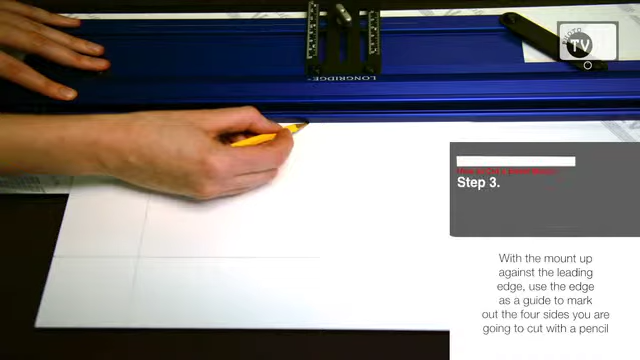 LONGRIDGE
PHOTO
TV
Step 3.
With the mount up
against the leading
edge, use the edge
as a guide to mark
out the four sides you are
going to cut with a pencil